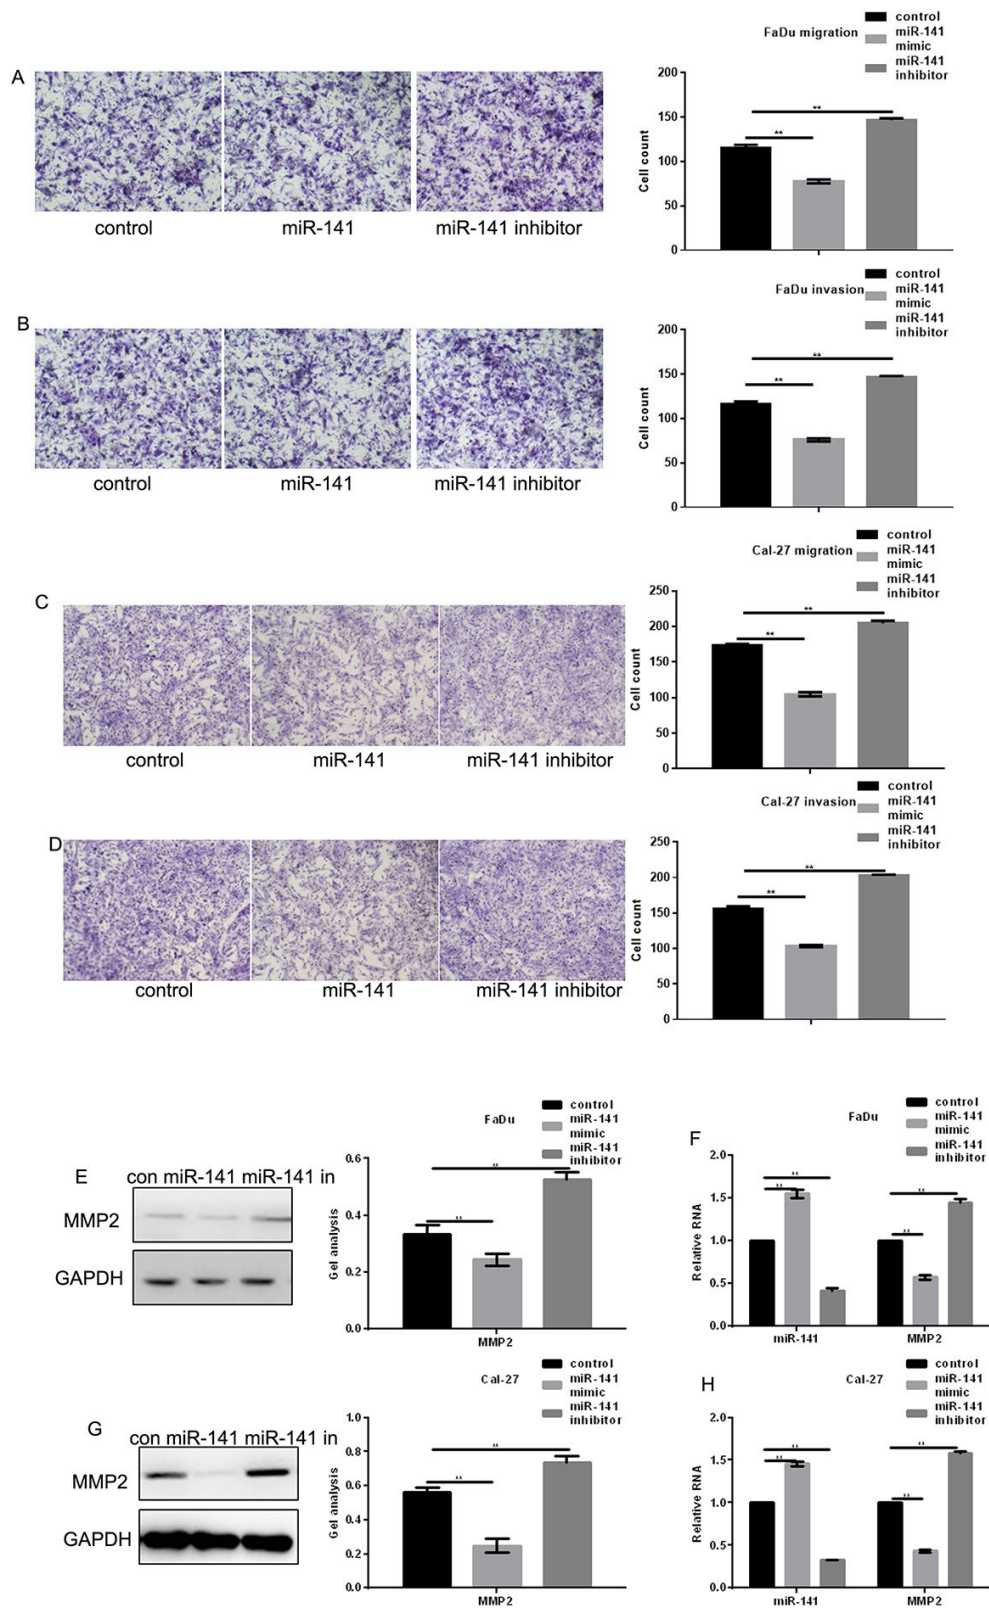 A
control
miR-141
miR-141 inhibitor
FaDu migration
control
miR-141
mimic
miR-141
inhibitor
Cell count
200
150
100
50
0
**
**
B
control
miR-141
miR-141 inhibitor
FaDu invasion
control
miR-141
mimic
miR-141
inhibitor
Cell count
200
150
100
50
0
**
**
C
control
miR-141
miR-141 inhibitor
Cal-27 migration
control
miR-141
mimic
miR-141
inhibitor
Cell count
250
200
150
100
50
0
**
**
D
control
miR-141
miR-141 inhibitor
Cal-27 invasion
control
miR-141
mimic
miR-141
inhibitor
Cell count
250
200
150
100
50
0
**
**
E
con miR-141 miR-141 in
MMP2
GAPDH
FaDu
control
miR-141
mimic
miR-141
inhibitor
Gel analysis
0.6
0.4
0.2
0.0
MMP2
F
FaDu
control
miR-141
mimic
miR-141
inhibitor
Relative RNA
2.0
1.5
1.0
0.5
0.0
miR-141 MMP2
G
con miR-141 miR-141 in
MMP2
GAPDH
Cal-27
control
miR-141
mimic
miR-141
inhibitor
Gel analysis
1.0
0.8
0.6
0.4
0.2
0.0
MMP2
H
Cal-27
control
miR-141
mimic
miR-141
inhibitor
Relative RNA
2.0
1.5
1.0
0.5
0.0
miR-141 MMP2